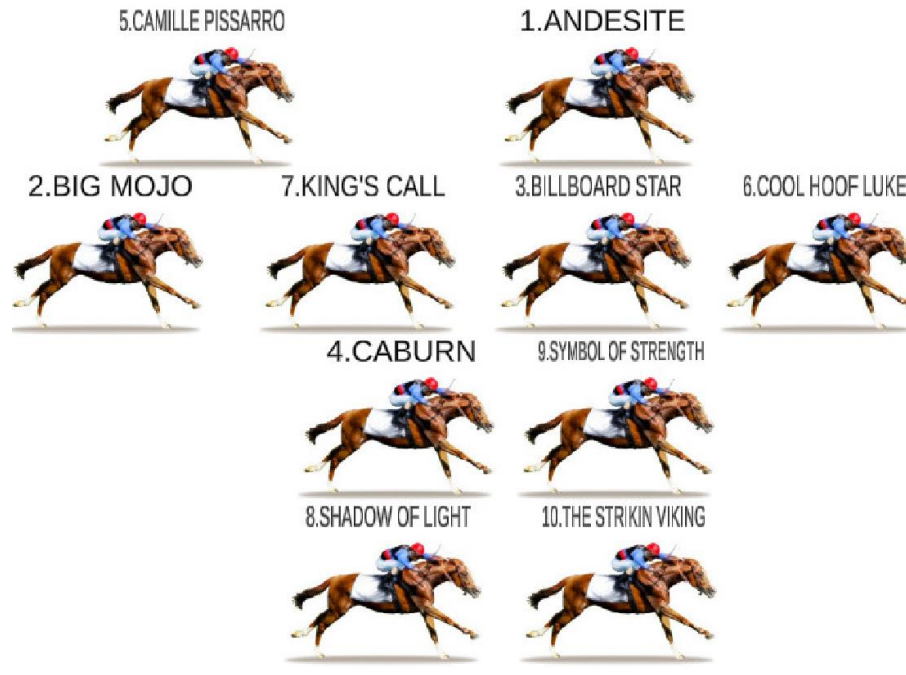 5.CAMILLE PISSARRO
1.ANDESITE
2.BIG MOJO
7.KING'S CALL
3.BILLBOARD STAR
6.COOL HOOF LUKE
4.CABURN
9.SYMBOL OF STRENGTH
8.SHADOW OF LIGHT
10.THE STRIKIN VIKING